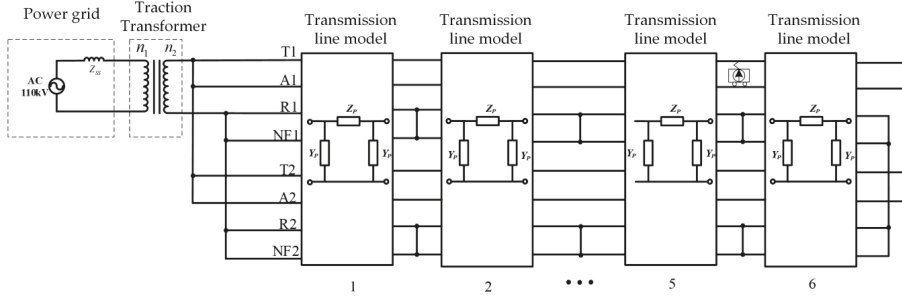 Power grid
Traction
Transformer
Transmission
line model
Transmission
line model
Transmission
line model
Transmission
line model
n1 n2
Zss
AC
110kV
T1
A1
R1
NF1
T2
A2
R2
NF2
ZP
YP YP
ZP
YP YP
ZP
YP YP
ZP
YP YP
1 2 ••• 5 6